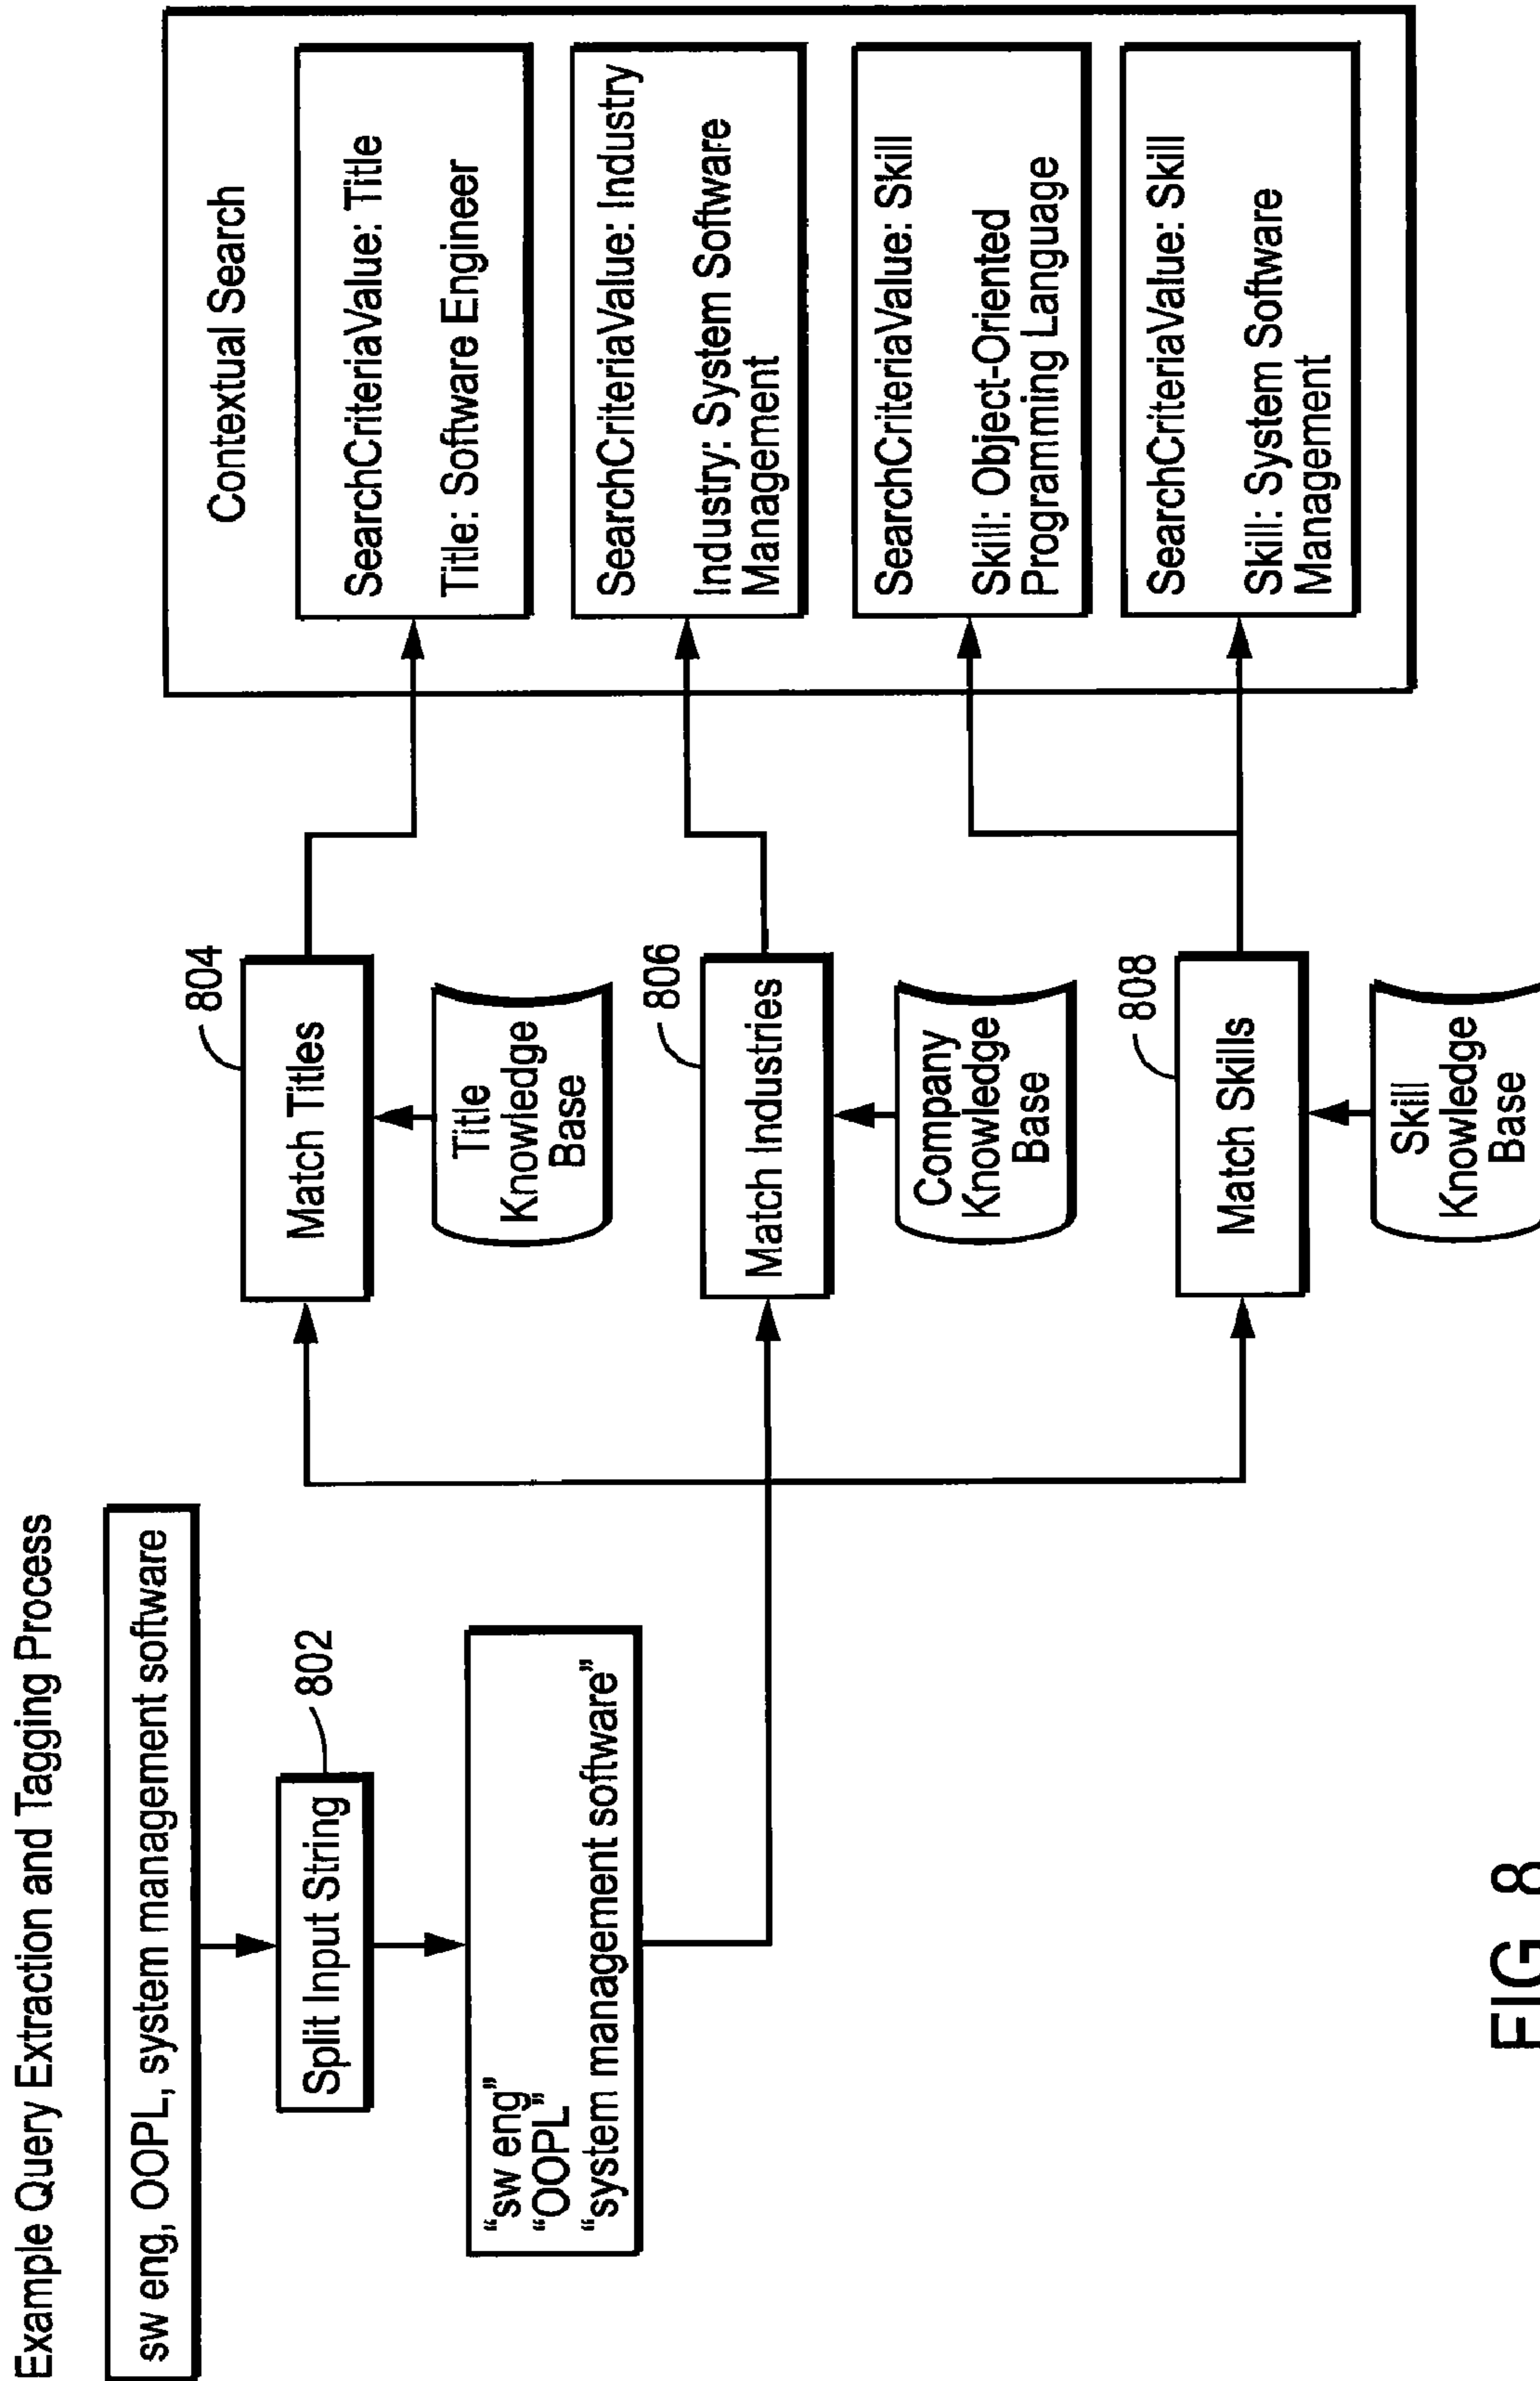 Example Query Extraction and Tagging Process
sw eng, OOPL, system management software
Split Input String
802
“sw eng”
“OOPL”
“system management software”
804
Match Titles
Title
Knowledge
Base
806
Match Industries
Company
Knowledge
Base
808
Match Skills
Skill
Knowledge
Base
Contextual Search
SearchCriteriaValue: Title
Title: Software Engineer
SearchCriteriaValue: Industry
Industry: System Software
Management
SearchCriteriaValue: Skill
Skill: Object-Oriented
Programming Language
SearchCriteriaValue: Skill
Skill: System Software
Management
FIG 8